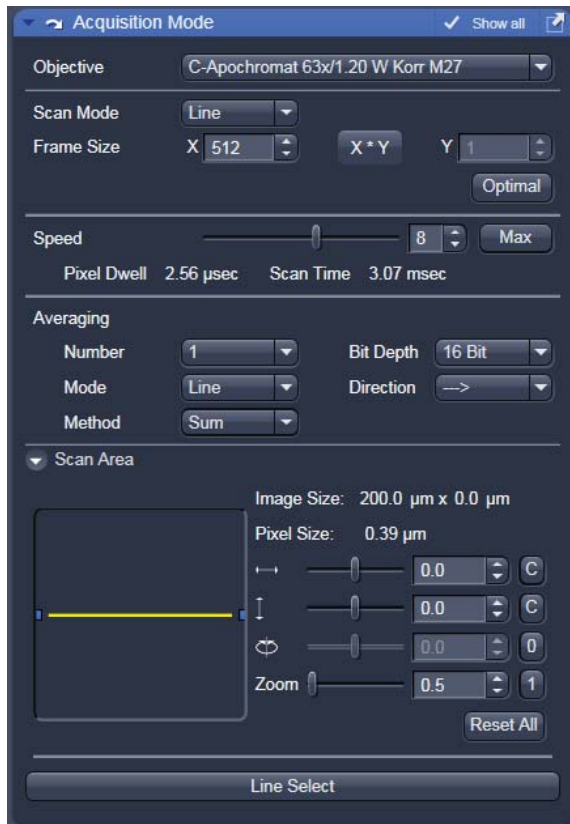 Acquisition Mode ✓ Show all
Objective C-Apochromat 63x/1.20 W Korr M27
Scan Mode Line
Frame Size X 512 X * Y Y 1
Optimal
Speed 8 Max
Pixel Dwell 2.56 µsec Scan Time 3.07 msec
Averaging
Number 1 Bit Depth 16 Bit
Mode Line Direction --->
Method Sum
Scan Area
Image Size: 200.0 µm x 0.0 µm
Pixel Size: 0.39 µm
0.0 C
0.0 C
0.0 0
Zoom 0.5 1
Reset All
Line Select